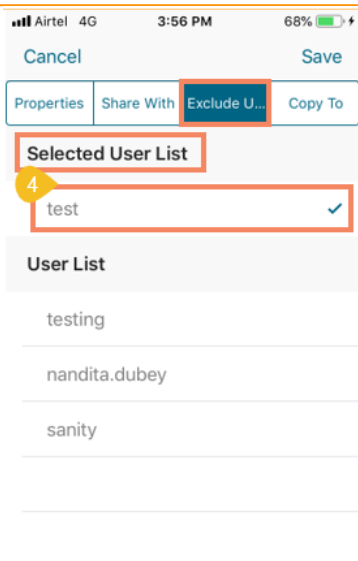 Airtel 4G 3:56 PM 68%
Cancel Save
Properties Share With Exclude U... Copy To
Selected User List
4
test
User List
testing
nandita.dubey
sanity